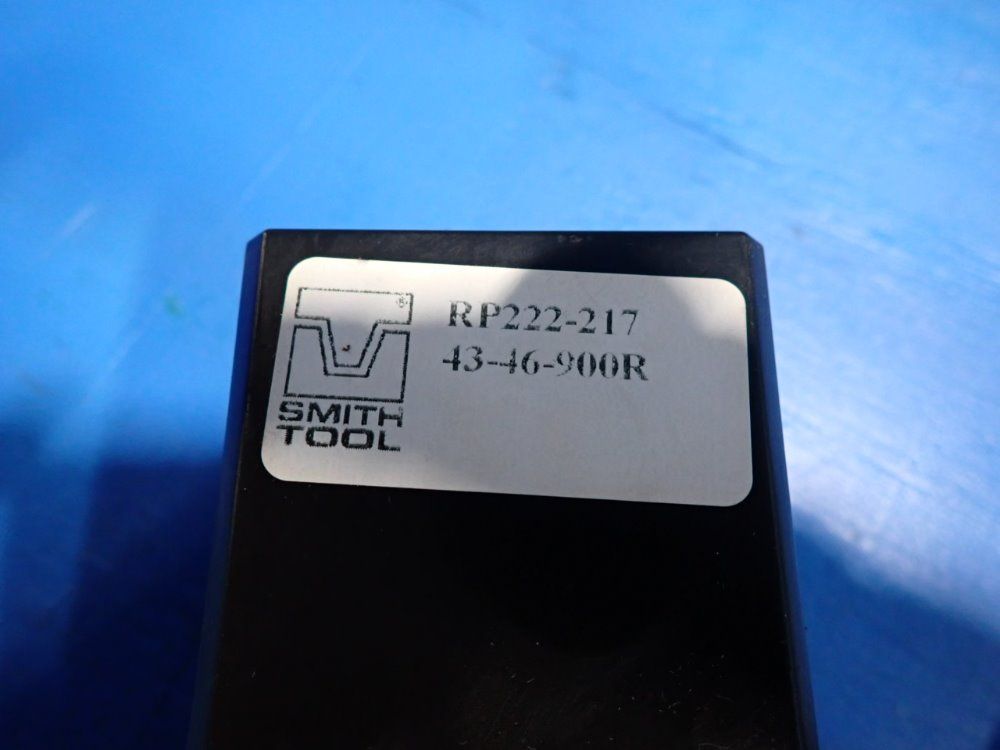 RP222-217
43-46-900R
®
SMITH
TOOL